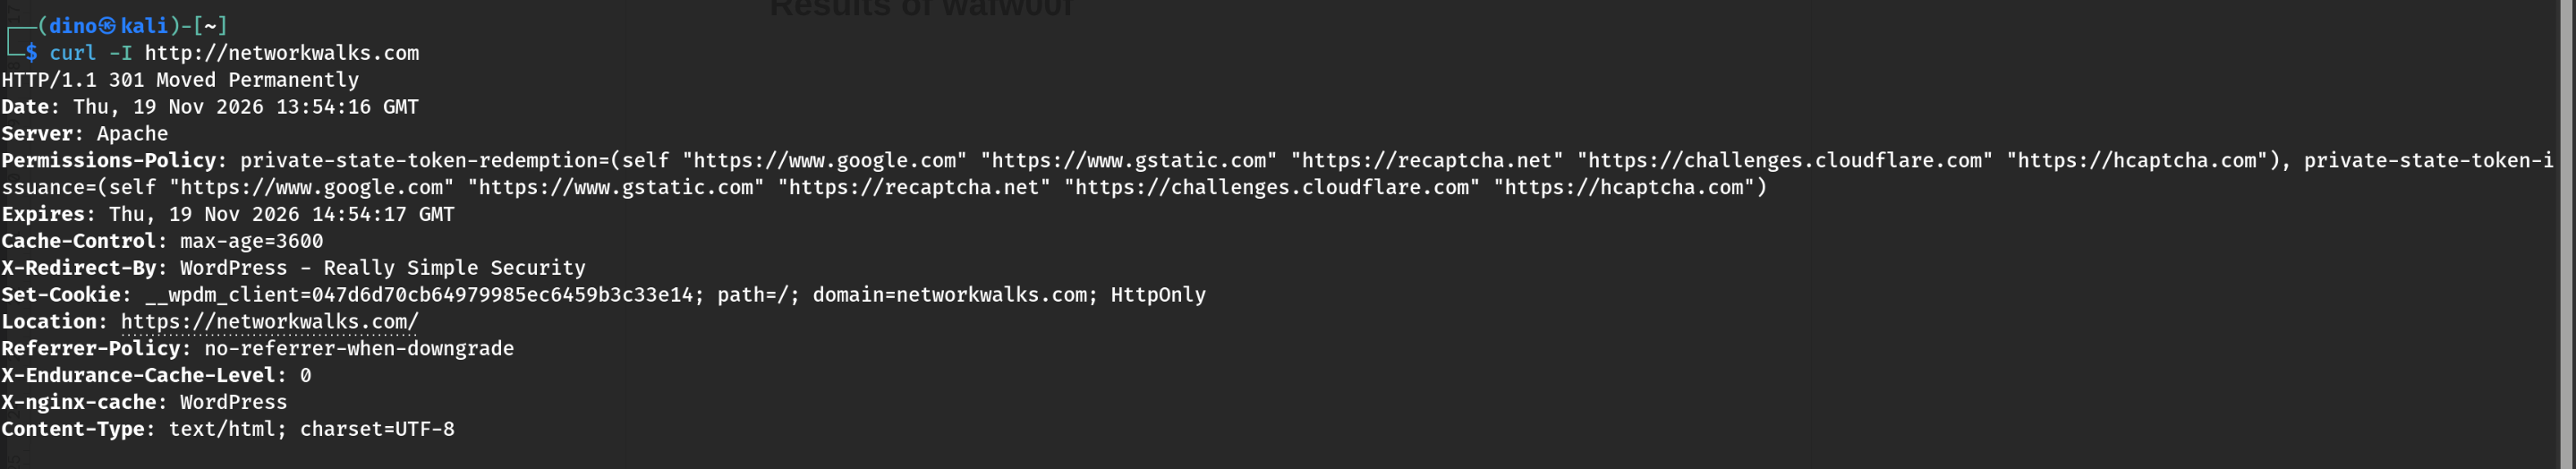 Results of wafw00f
(dino㉿kali)-[~]
$ curl -I http://networkwalks.com
HTTP/1.1 301 Moved Permanently
Date: Thu, 19 Nov 2026 13:54:16 GMT
Server: Apache
Permissions-Policy: private-state-token-redemption=(self "https://www.google.com" "https://www.gstatic.com" "https://recaptcha.net" "https://challenges.cloudflare.com" "https://hcaptcha.com"), private-state-token-i
ssuance=(self "https://www.google.com" "https://www.gstatic.com" "https://recaptcha.net" "https://challenges.cloudflare.com" "https://hcaptcha.com")
Expires: Thu, 19 Nov 2026 14:54:17 GMT
Cache-Control: max-age=3600
X-Redirect-By: WordPress - Really Simple Security
Set-Cookie: __wpdm_client=047d6d70cb64979985ec6459b3c33e14; path=/; domain=networkwalks.com; HttpOnly
Location: https://networkwalks.com/
Referrer-Policy: no-referrer-when-downgrade
X-Endurance-Cache-Level: 0
X-nginx-cache: WordPress
Content-Type: text/html; charset=UTF-8